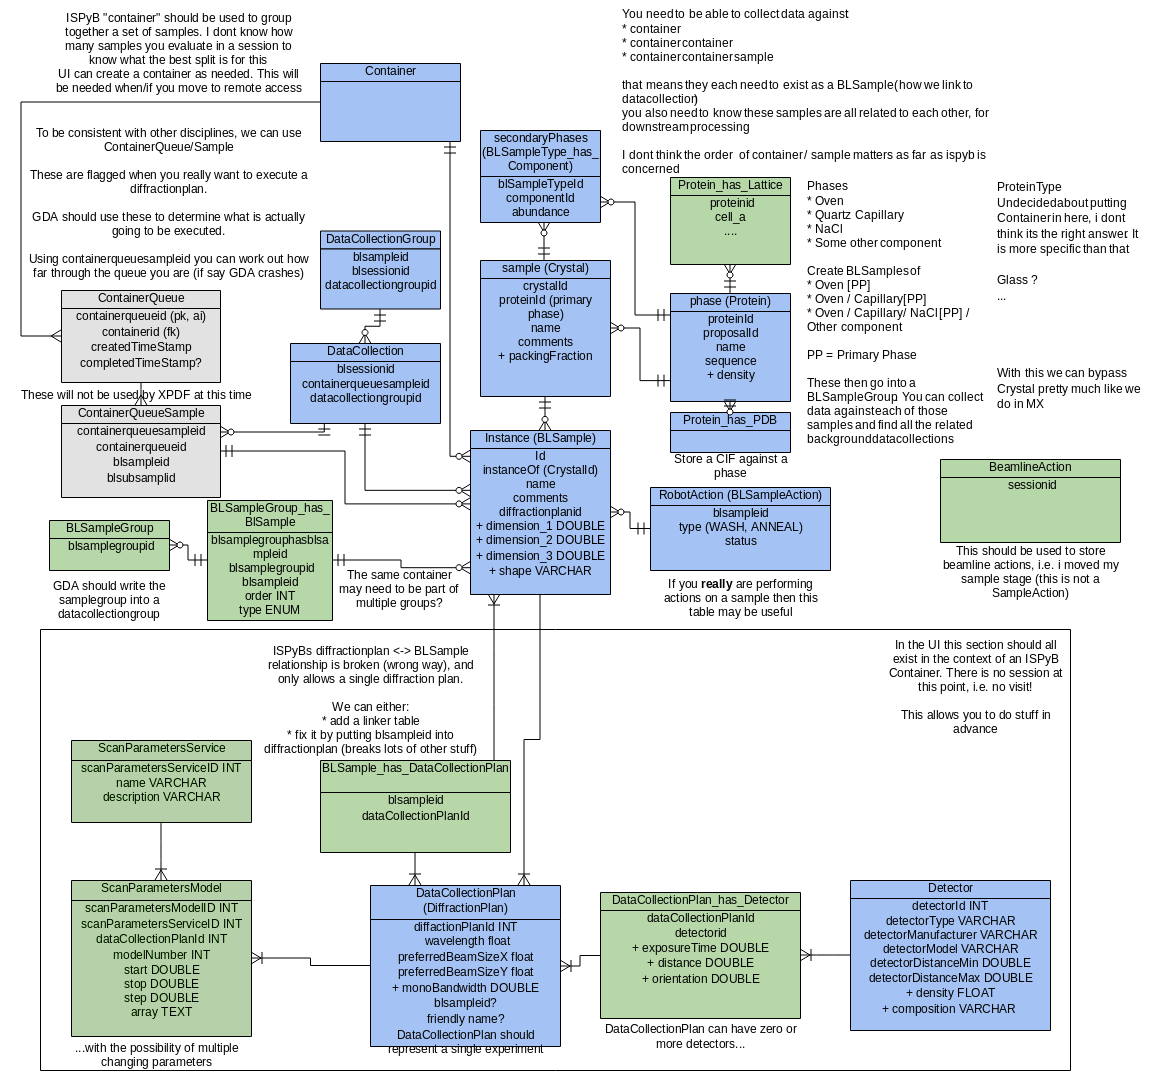 ISPyB "container" should be used to group
together a set of samples. I dont know how
many samples you evaluate in a session to
know what the best split is for this
UI can create a container as needed. This will
be needed when/if you move to remote access
To be consistent with other disciplines, we can use
ContainerQueue/Sample
These are flagged when you really want to execute a
diffractionplan.
GDA should use these to determine what is actually
going to be executed.
Using containerqueuesampleid you can work out how
far through the queue you are (if say GDA crashes)
Container
You need to be able to collect data against
* container
* container container
* container container sample
that means they each need to exist as a BLSample (how we link to
datacollection)
you also need to know these samples are all related to each other, for
downstream processing
I dont think the order of container / sample matters as far as ispyb is
concerned
secondaryPhases
(BLSampleType_has_
Component)
blSampleTypeId
componentId
abundance
Protein_has_Lattice
proteinid
cell_a
....
Phases
* Oven
* Quartz Capillary
* NaCl
* Some other component
Create BLSamples of
* Oven [PP]
* Oven / Capillary [PP]
* Oven / Capillary / NaCl [PP] /
Other component
PP = Primary Phase
These then go into a
BLSampleGroup You can collect
data against each of those
samples and find all the related
background datacollections
ProteinType
Undecided about putting
Container in here, i dont
think its the right answer. It
is more specific than that
Glass ?
...
With this we can bypass
Crystal pretty much like we
do in MX
DataCollectionGroup
blsampleid
blsessionid
datacollectiongroupid
sample (Crystal)
crystalId
proteinId (primary
phase)
name
comments
+ packingFraction
phase (Protein)
proteinId
proposalId
name
sequence
+ density
ContainerQueue
containerqueueid (pk, ai)
containerid (fk)
createdTimeStamp
completedTimeStamp?
These will not be used by XPDF at this time
DataCollection
blsessionid
containerqueuesampleid
datacollectiongroupid
ContainerQueueSample
containerqueuesampleid
containerqueueid
blsampleid
blsubsamplid
Protein_has_PDB
Store a CIF against a
phase
Instance (BLSample)
Id
instanceOf (CrystalId)
name
comments
diffractionplanid
+ dimension_1 DOUBLE
+ dimension_2 DOUBLE
+ dimension_3 DOUBLE
+ shape VARCHAR
RobotAction (BLSampleAction)
blsampleid
type (WASH, ANNEAL)
status
If you really are performing
actions on a sample then this
table may be useful
BeamlineAction
sessionid
This should be used to store
beamline actions, i.e. i moved my
sample stage (this is not a
SampleAction)
BLSampleGroup
blsamplegroupid
GDA should write the
samplegroup into a
datacollectiongroup
BLSampleGroup_has_
BlSample
blsamplegrouphasblsa
mpleid
blsamplegroupid
blsampleid
order INT
type ENUM
The same container
may need to be part of
multiple groups?
ISPyBs diffractionplan <-> BLSample
relationship is broken (wrong way), and
only allows a single diffraction plan.
We can either:
* add a linker table
* fix it by putting blsampleid into
diffractionplan (breaks lots of other stuff)
In the UI this section should all
exist in the context of an ISPyB
Container. There is no session at
this point, i.e. no visit!
This allows you to do stuff in
advance
ScanParametersService
scanParametersServiceID INT
name VARCHAR
description VARCHAR
BLSample_has_DataCollectionPlan
blsampleid
dataCollectionPlanId
ScanParametersModel
scanParametersModelID INT
scanParametersServiceID INT
dataCollectionPlanId INT
modelNumber INT
start DOUBLE
stop DOUBLE
step DOUBLE
array TEXT
...with the possibility of multiple
changing parameters
DataCollectionPlan
(DiffractionPlan)
diffactionPlanId INT
wavelength float
preferredBeamSizeX float
preferredBeamSizeY float
+ monoBandwidth DOUBLE
blsampleid?
friendly name?
DataCollectionPlan should
represent a single experiment
DataCollectionPlan_has_Detector
dataCollectionPlanId
detectorid
+ exposureTime DOUBLE
+ distance DOUBLE
+ orientation DOUBLE
DataCollectionPlan can have zero or
more detectors...
Detector
detectorId INT
detectorType VARCHAR
detectorManufacturer VARCHAR
detectorModel VARCHAR
detectorDistanceMin DOUBLE
detectorDistanceMax DOUBLE
+ density FLOAT
+ composition VARCHAR